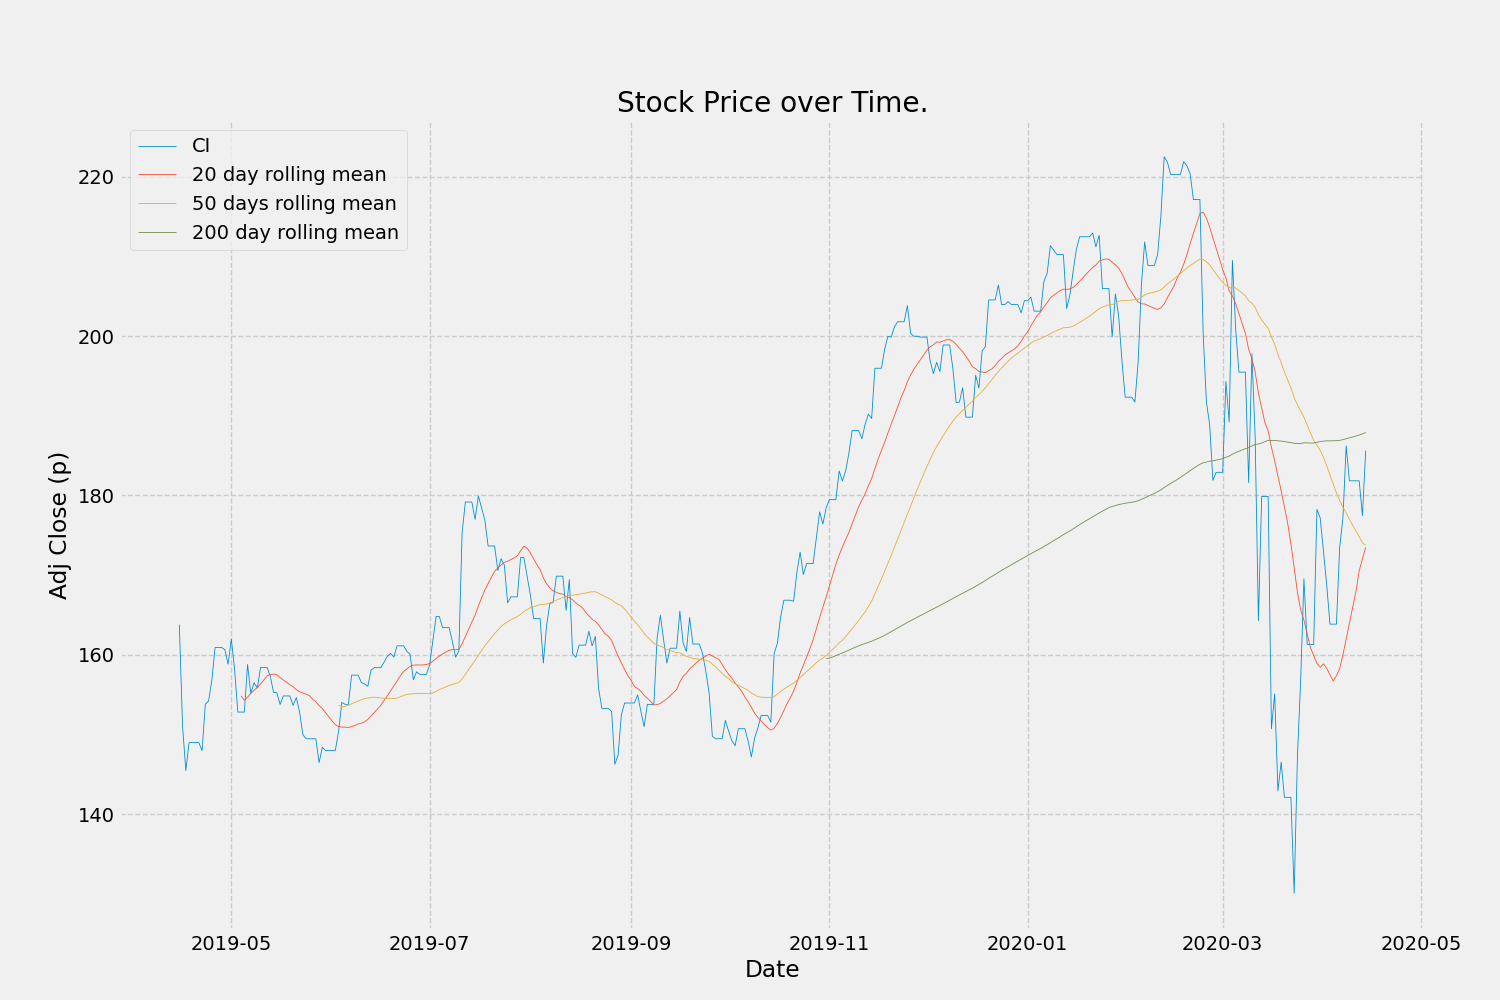 Stock Price over Time.
CI
20 day rolling mean
50 days rolling mean
200 day rolling mean
220
200
180
160
140
Adj Close (p)
2019-05 2019-07 2019-09 2019-11 2020-01 2020-03 2020-05
Date